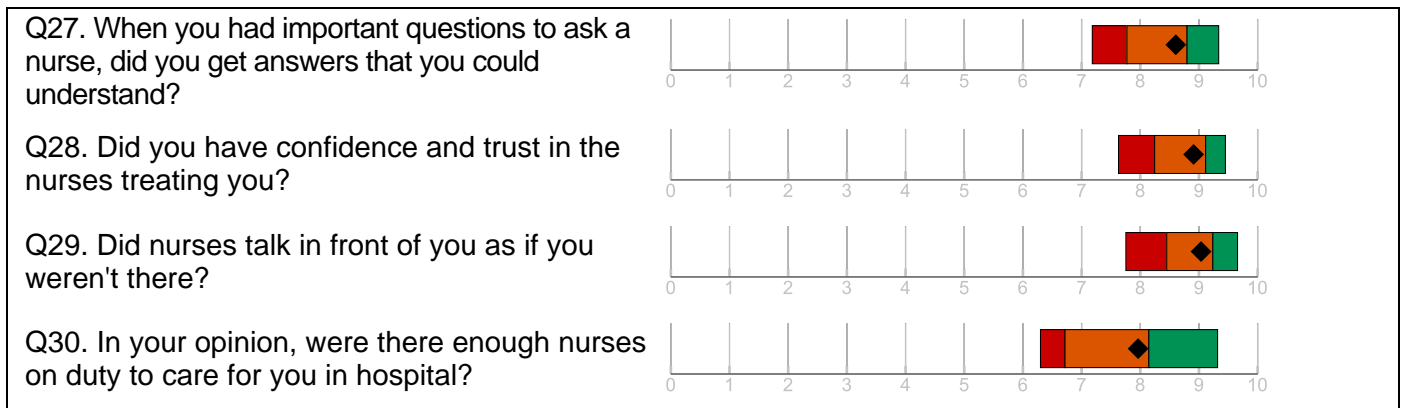 Q27. When you had important questions to ask a
nurse, did you get answers that you could
understand?
0 1 2 3 4 5 6 7 8 9 10
Q28. Did you have confidence and trust in the
nurses treating you?
0 1 2 3 4 5 6 7 8 9 10
Q29. Did nurses talk in front of you as if you
weren't there?
0 1 2 3 4 5 6 7 8 9 10
Q30. In your opinion, were there enough nurses
on duty to care for you in hospital?
0 1 2 3 4 5 6 7 8 9 10